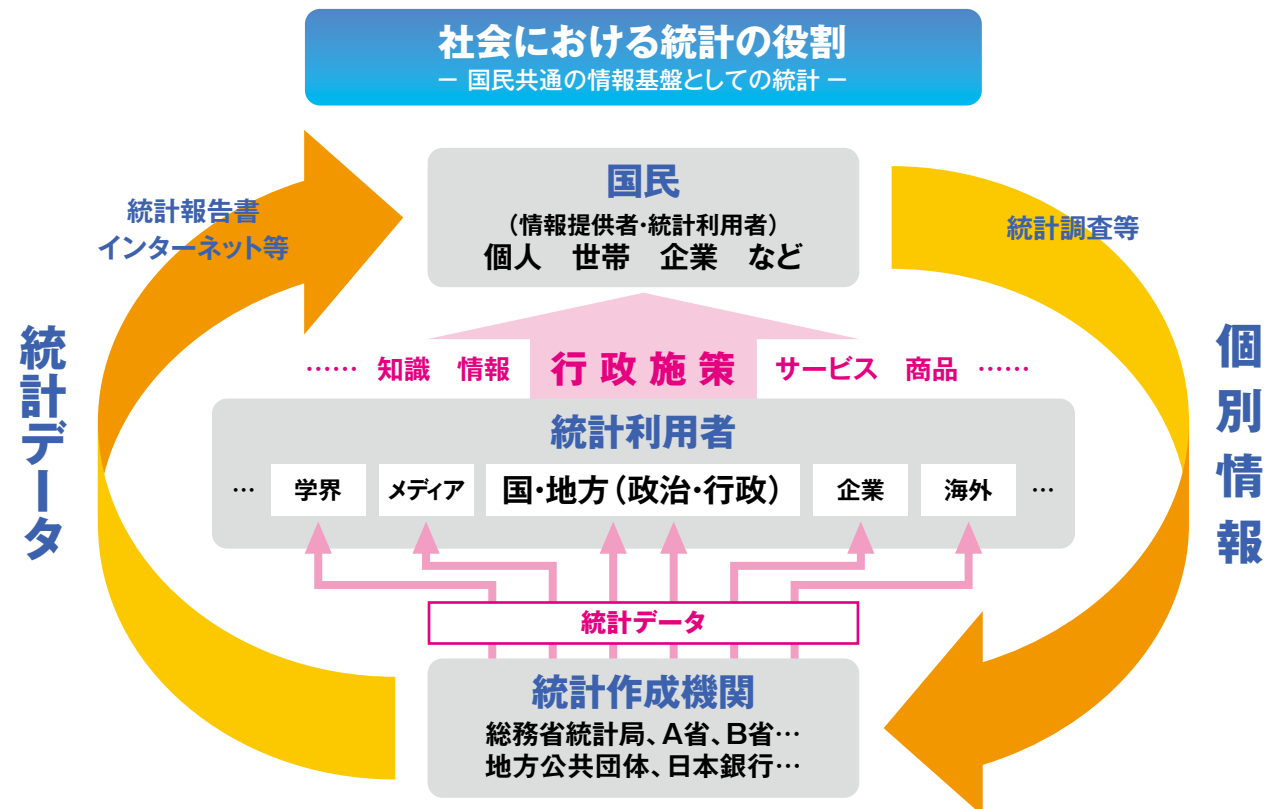 社会における統計の役割
− 国民共通の情報基盤としての統計 −
国民
（情報提供者・統計利用者）
個人　世帯　企業　など
統計報告書
インターネット等
統計調査等
統計データ
個別情報
…… 知識　情報　行政施策　サービス　商品 ……
統計利用者
… 学界　メディア　国・地方（政治・行政）　企業　海外 …
統計データ
統計作成機関
総務省統計局、A省、B省…
地方公共団体、日本銀行…